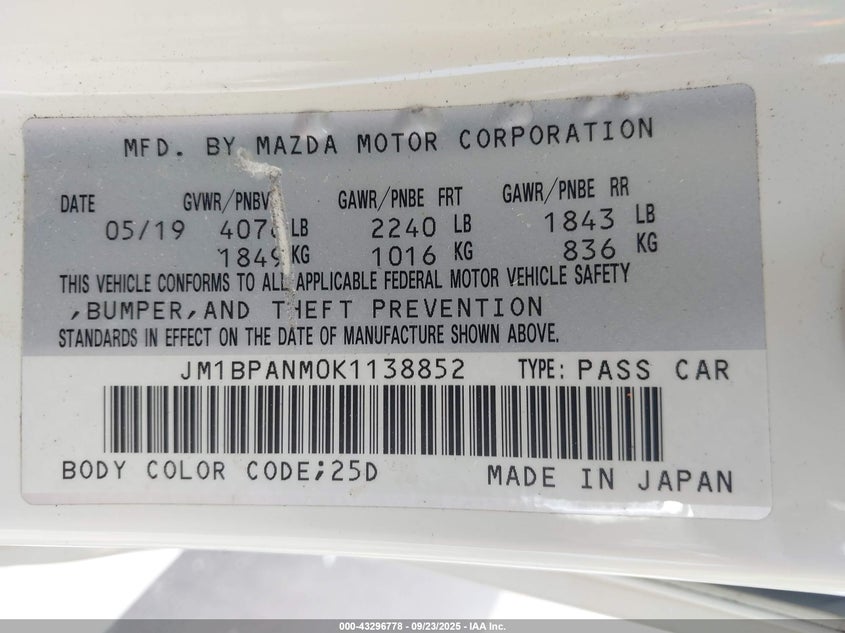 MFD. BY MAZDA MOTOR CORPORATION
DATE GVWR/PNBV GAWR/PNBE FRT GAWR/PNBE RR
05/19 LB 2240 LB 1843 LB
1849 KG 1016 KG 836 KG
THIS VEHICLE CONFORMS TO ALL APPLICABLE FEDERAL MOTOR VEHICLE SAFETY
,BUMPER,AND THEFT PREVENTION
STANDARDS IN EFFECT ON THE DATE OF MANUFACTURE SHOWN ABOVE.
JM1BPANM0K1138852 TYPE: PASS CAR
BODY COLOR CODE;25D MADE IN JAPAN
000-43296778 - 09/23/2025 - IAA Inc.